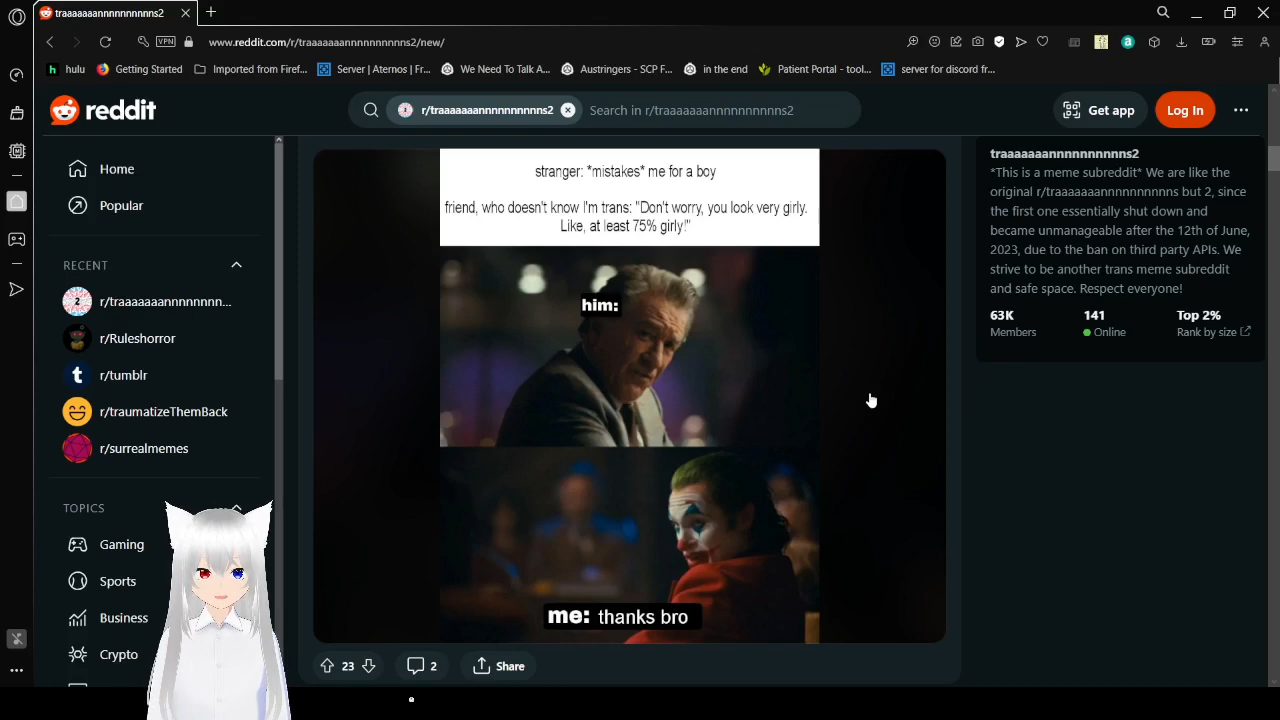 traaaaaaannnnnnnnnns2
VPN
www.reddit.com/r/traaaaaaannnnnnnnnns2/new/
hulu
Getting Started
Imported from Firef...
Server | Aternos | Fr...
We Need To Talk A...
Austringers - SCP F...
in the end
Patient Portal - tool...
server for discord fr...
reddit
r/traaaaaaannnnnnnnnns2
Search in r/traaaaaaannnnnnnnnns2
Get app
Log In
Home
Popular
RECENT
r/traaaaaaannnnnnnn...
r/Ruleshorror
r/tumblr
r/traumatizeThemBack
r/surrealmemes
TOPICS
Gaming
Sports
Business
Crypto
stranger: *mistakes* me for a boy
friend, who doesn't know I'm trans: "Don't worry, you look very girly.
Like, at least 75% girly!"
him:
me: thanks bro
23
2
Share
traaaaaaannnnnnnnnns2
*This is a meme subreddit* We are like the
original r/traaaaaaannnnnnnnnns but 2, since
the first one essentially shut down and
became unmanageable after the 12th of June,
2023, due to the ban on third party APIs. We
strive to be another trans meme subreddit
and safe space. Respect everyone!
63K
Members
141
Online
Top 2%
Rank by size